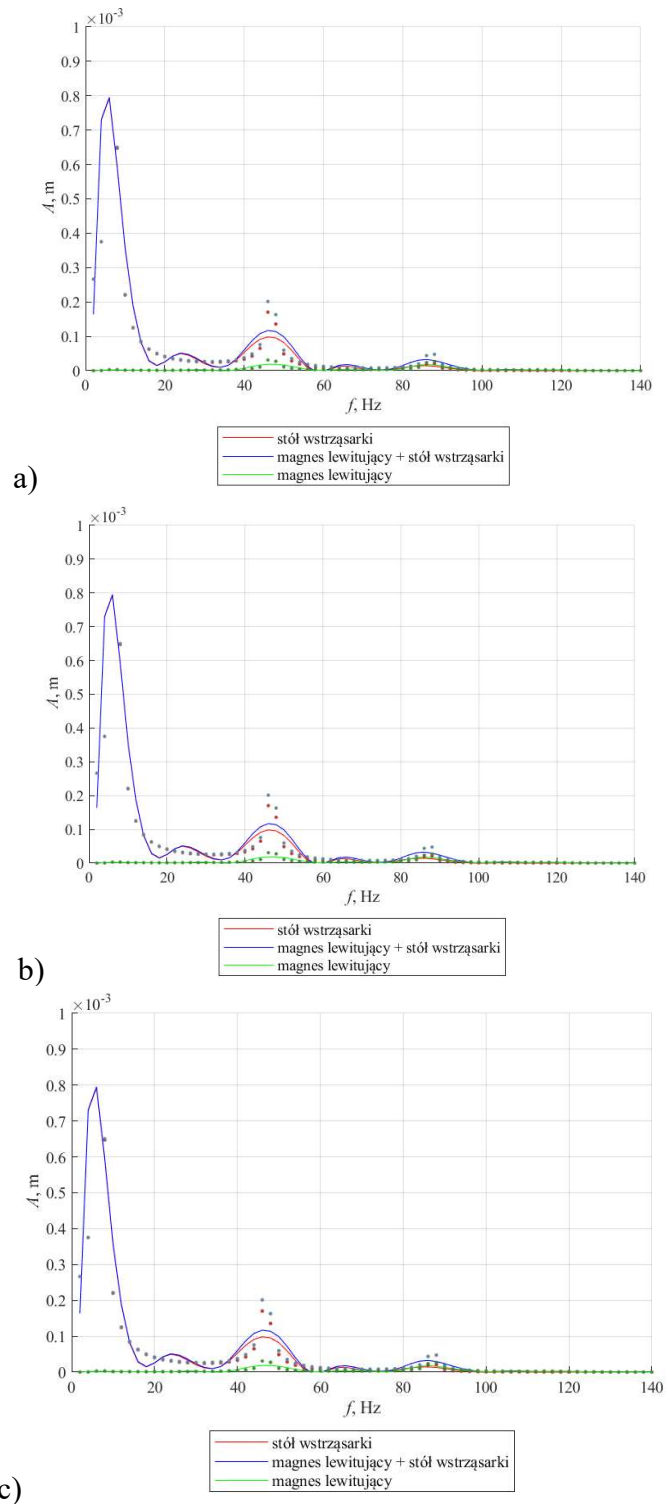 ×10⁻³
1
0.9
0.8
0.7
0.6
0.5
0.4
0.3
0.2
0.1
0
A, m
0 20 40 60 80 100 120 140
f, Hz
stół wstrząsarki
magnes lewitujący + stół wstrząsarki
magnes lewitujący
a)
×10⁻³
1
0.9
0.8
0.7
0.6
0.5
0.4
0.3
0.2
0.1
0
A, m
0 20 40 60 80 100 120 140
f, Hz
stół wstrząsarki
magnes lewitujący + stół wstrząsarki
magnes lewitujący
b)
×10⁻³
1
0.9
0.8
0.7
0.6
0.5
0.4
0.3
0.2
0.1
0
A, m
0 20 40 60 80 100 120 140
f, Hz
stół wstrząsarki
magnes lewitujący + stół wstrząsarki
magnes lewitujący
c)